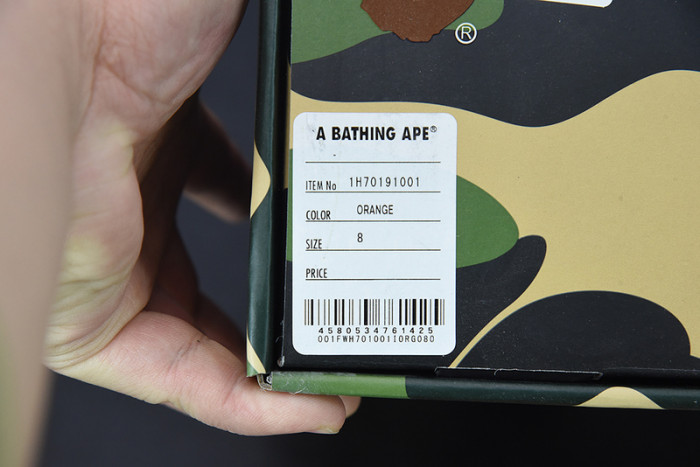 ®
A BATHING APE®
ITEM No 1H70191001
COLOR ORANGE
SIZE 8
PRICE
4580534761425
001FWH701001IORG080